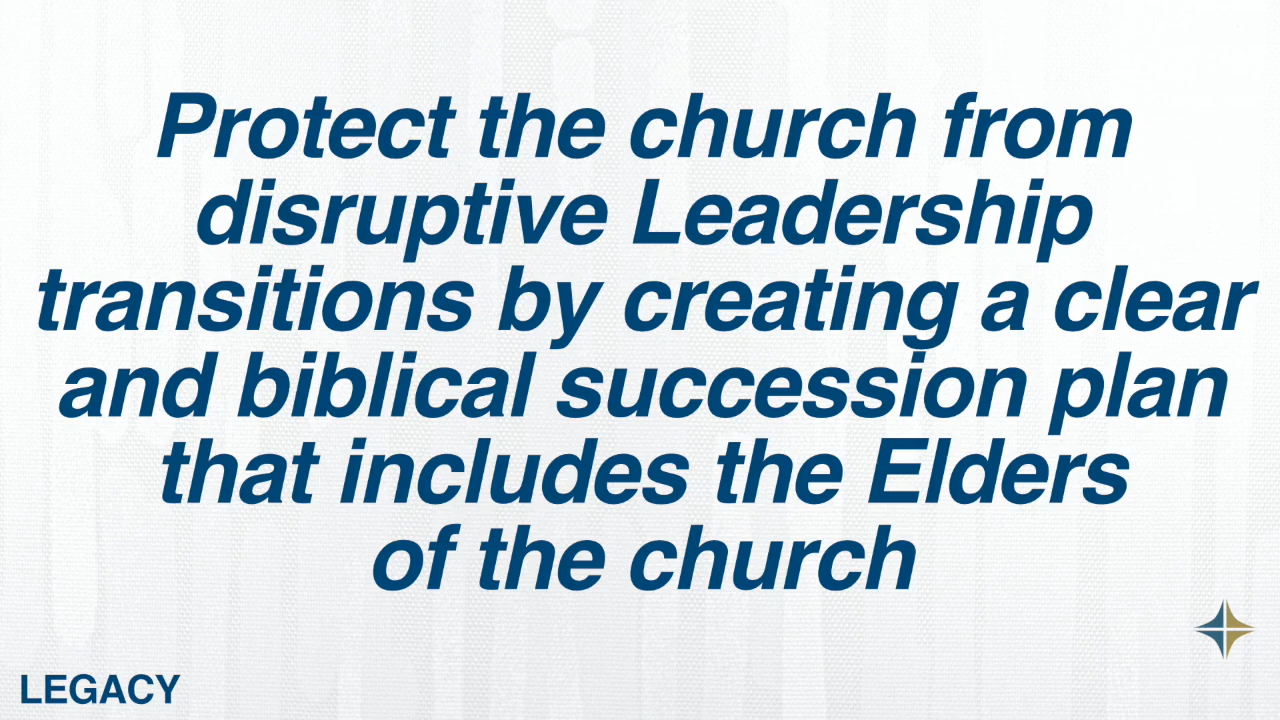 Protect the church from
disruptive Leadership
transitions by creating a clear
and biblical succession plan
that includes the Elders
of the church
LEGACY